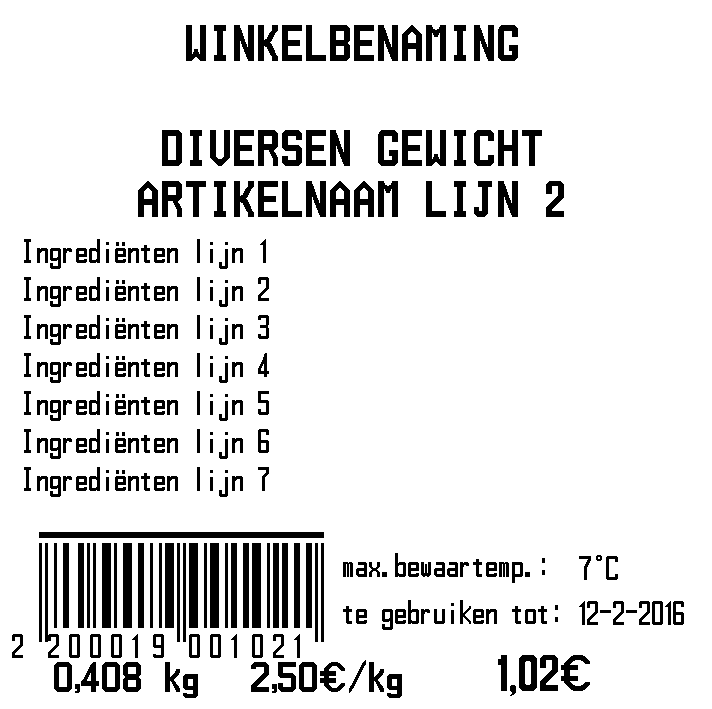 WINKELBENAMING
DIVERSEN GEWICHT
ARTIKELNAAM LIJN 2
Ingrediënten lijn 1
Ingrediënten lijn 2
Ingrediënten lijn 3
Ingrediënten lijn 4
Ingrediënten lijn 5
Ingrediënten lijn 6
Ingrediënten lijn 7
max.bewaartemp.: 7°C
te gebruiken tot: 12-2-2016
2 200019 001021
0,408 kg 2,50€/kg 1,02€